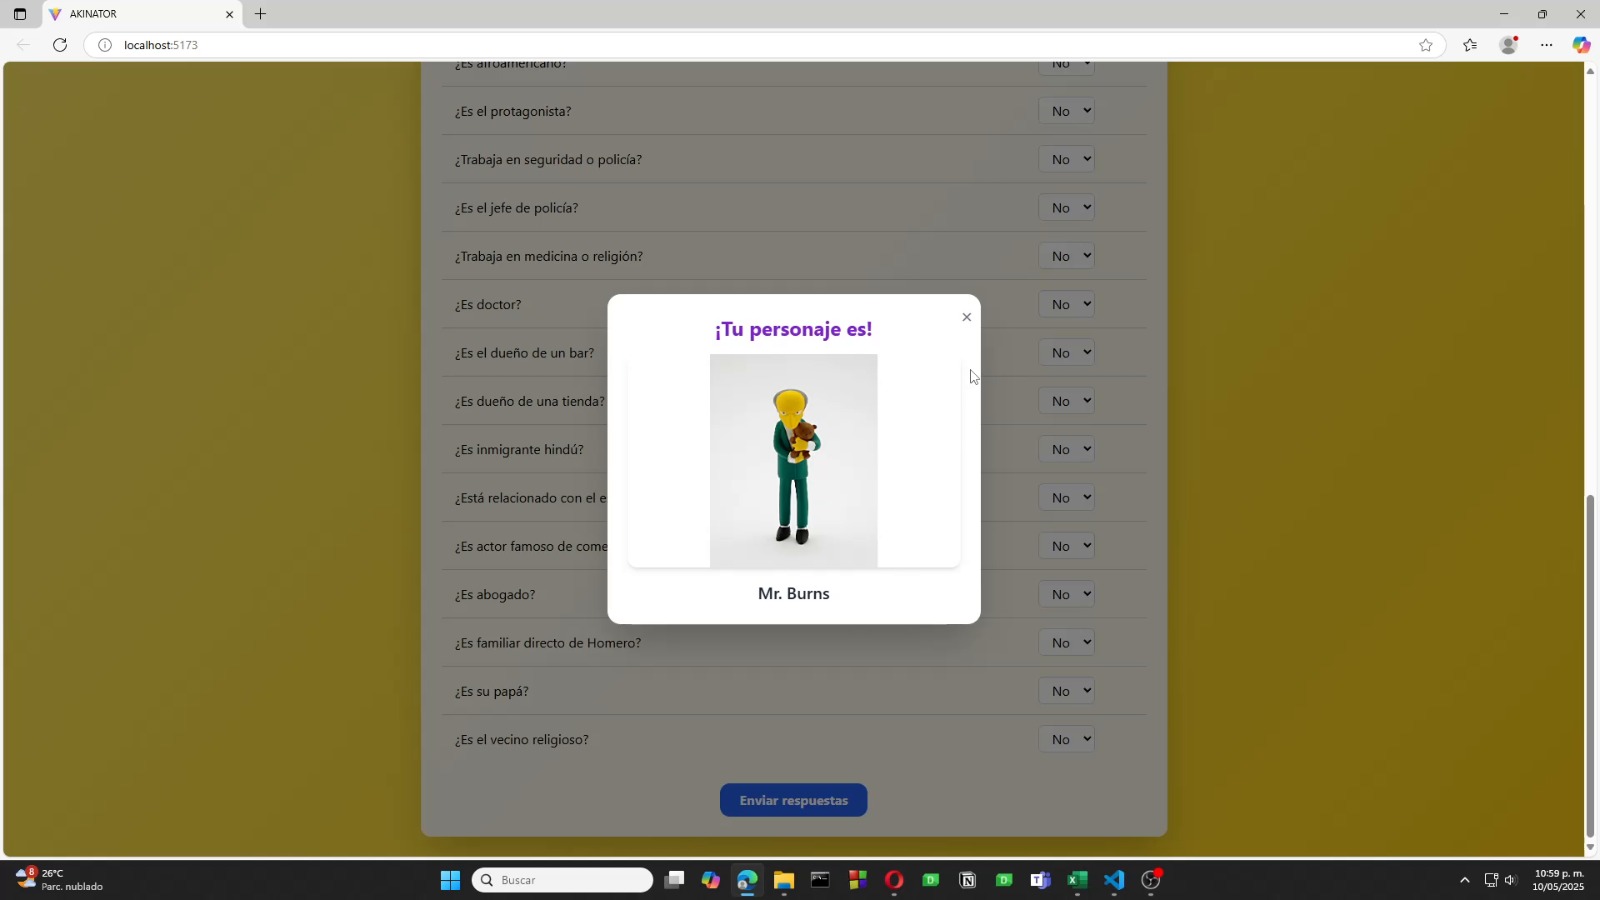 AKINATOR
localhost:5173
¿Es afroamericano?
No
¿Es el protagonista?
No
¿Trabaja en seguridad o policía?
No
¿Es el jefe de policía?
No
¿Trabaja en medicina o religión?
No
¿Es doctor?
No
¿Es el dueño de un bar?
No
¿Es dueño de una tienda?
No
¿Es inmigrante hindú?
No
¿Está relacionado con el e
No
¿Es actor famoso de come
No
¿Es abogado?
No
¿Es familiar directo de Homero?
No
¿Es su papá?
No
¿Es el vecino religioso?
No
Enviar respuestas
¡Tu personaje es!
Mr. Burns
8
26°C
Parc. nublado
Buscar
10:59 p. m.
10/05/2025